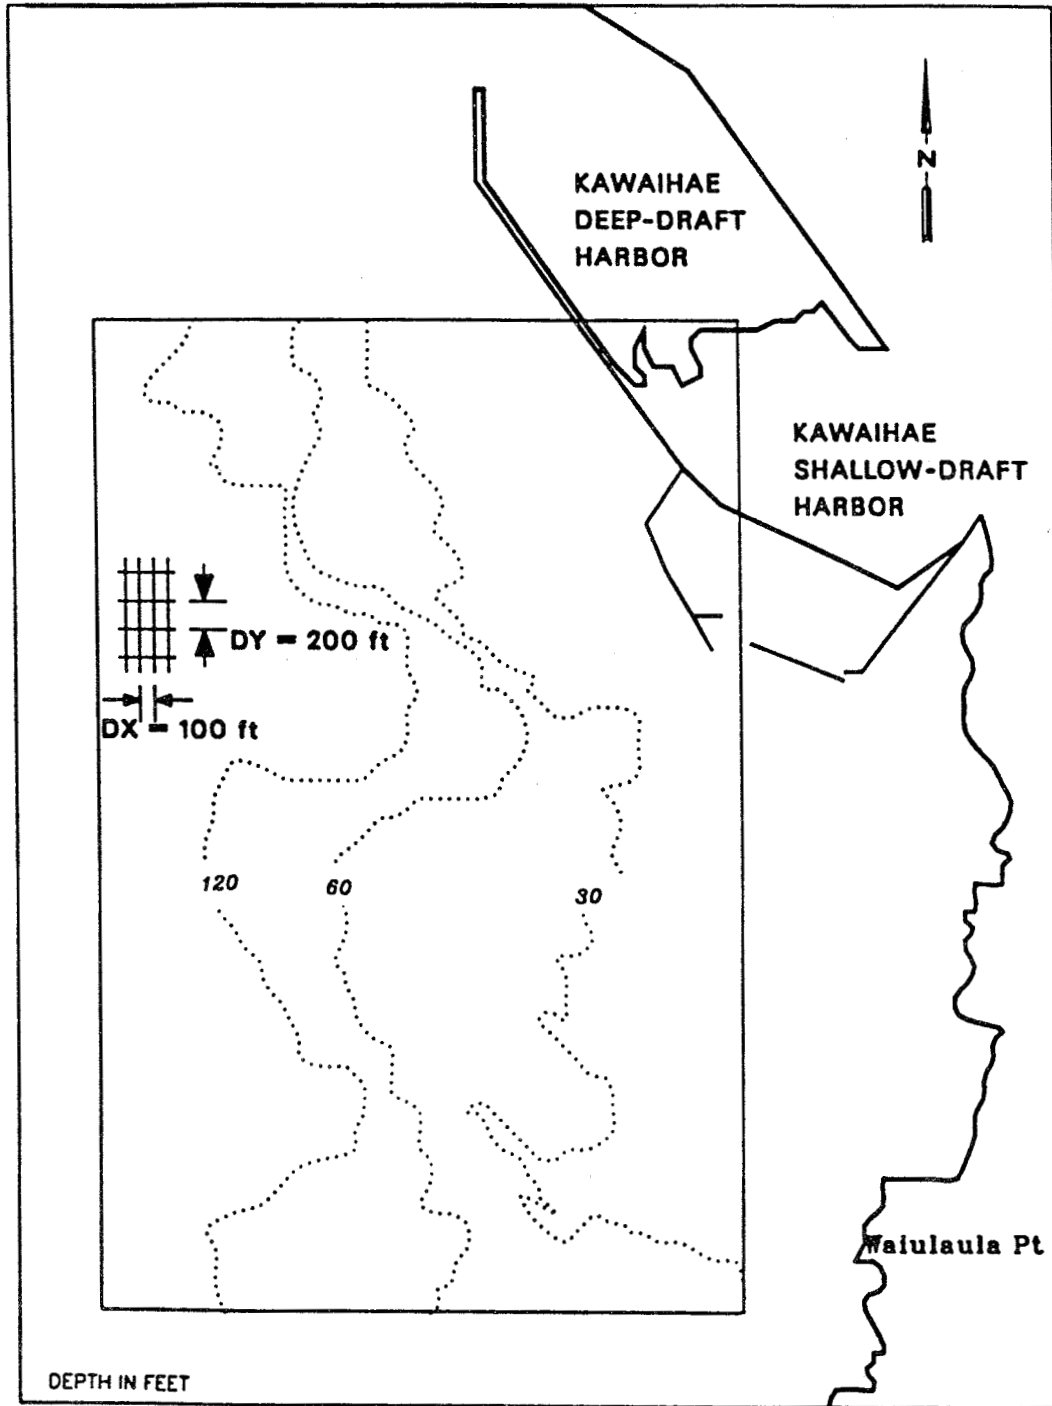 KAWAIHAE
DEEP-DRAFT
HARBOR
N
KAWAIHAE
SHALLOW-DRAFT
HARBOR
DY = 200 ft
DX = 100 ft
120
60
30
Waiulaula Pt
DEPTH IN FEET